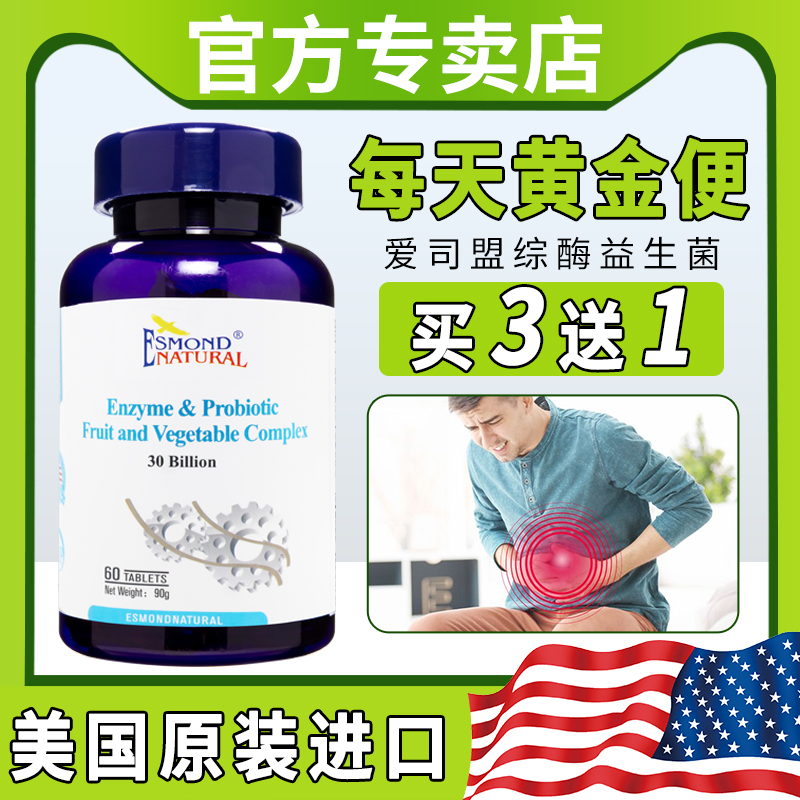 官方专卖店
每天黄金便
爱司盟综酶益生菌
买3送1
ESMOND®
NATURAL
Enzyme & Probiotic
Fruit and Vegetable Complex
30 Billion
60 TABLETS
Net Weight: 90g
ESMONDNATURAL
美国原装进口